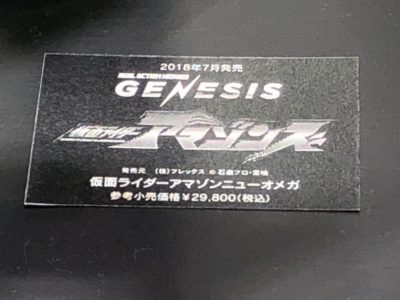 2018年7月発売
REAL ACTION HEROES
GENESIS
仮面ライダー
アマゾンズ
発売元 (株)プレックス © 石森プロ・東映
仮面ライダーアマゾンニューオメガ
参考小売価格¥29,800(税込)